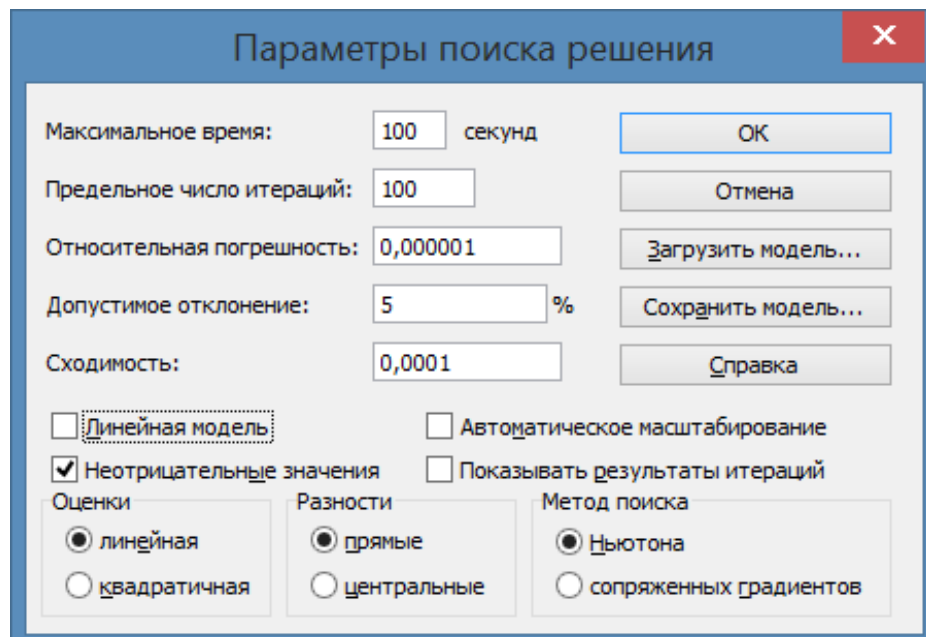 Параметры поиска решения
Максимальное время: 100 секунд
ОК
Предельное число итераций: 100
Отмена
Относительная погрешность: 0,000001
Загрузить модель...
Допустимое отклонение: 5 %
Сохранить модель...
Сходимость: 0,0001
Справка
Линейная модель
Автоматическое масштабирование
Неотрицательные значения
Показывать результаты итераций
Оценки
линейная
квадратичная
Разности
прямые
центральные
Метод поиска
Ньютона
сопряженных градиентов